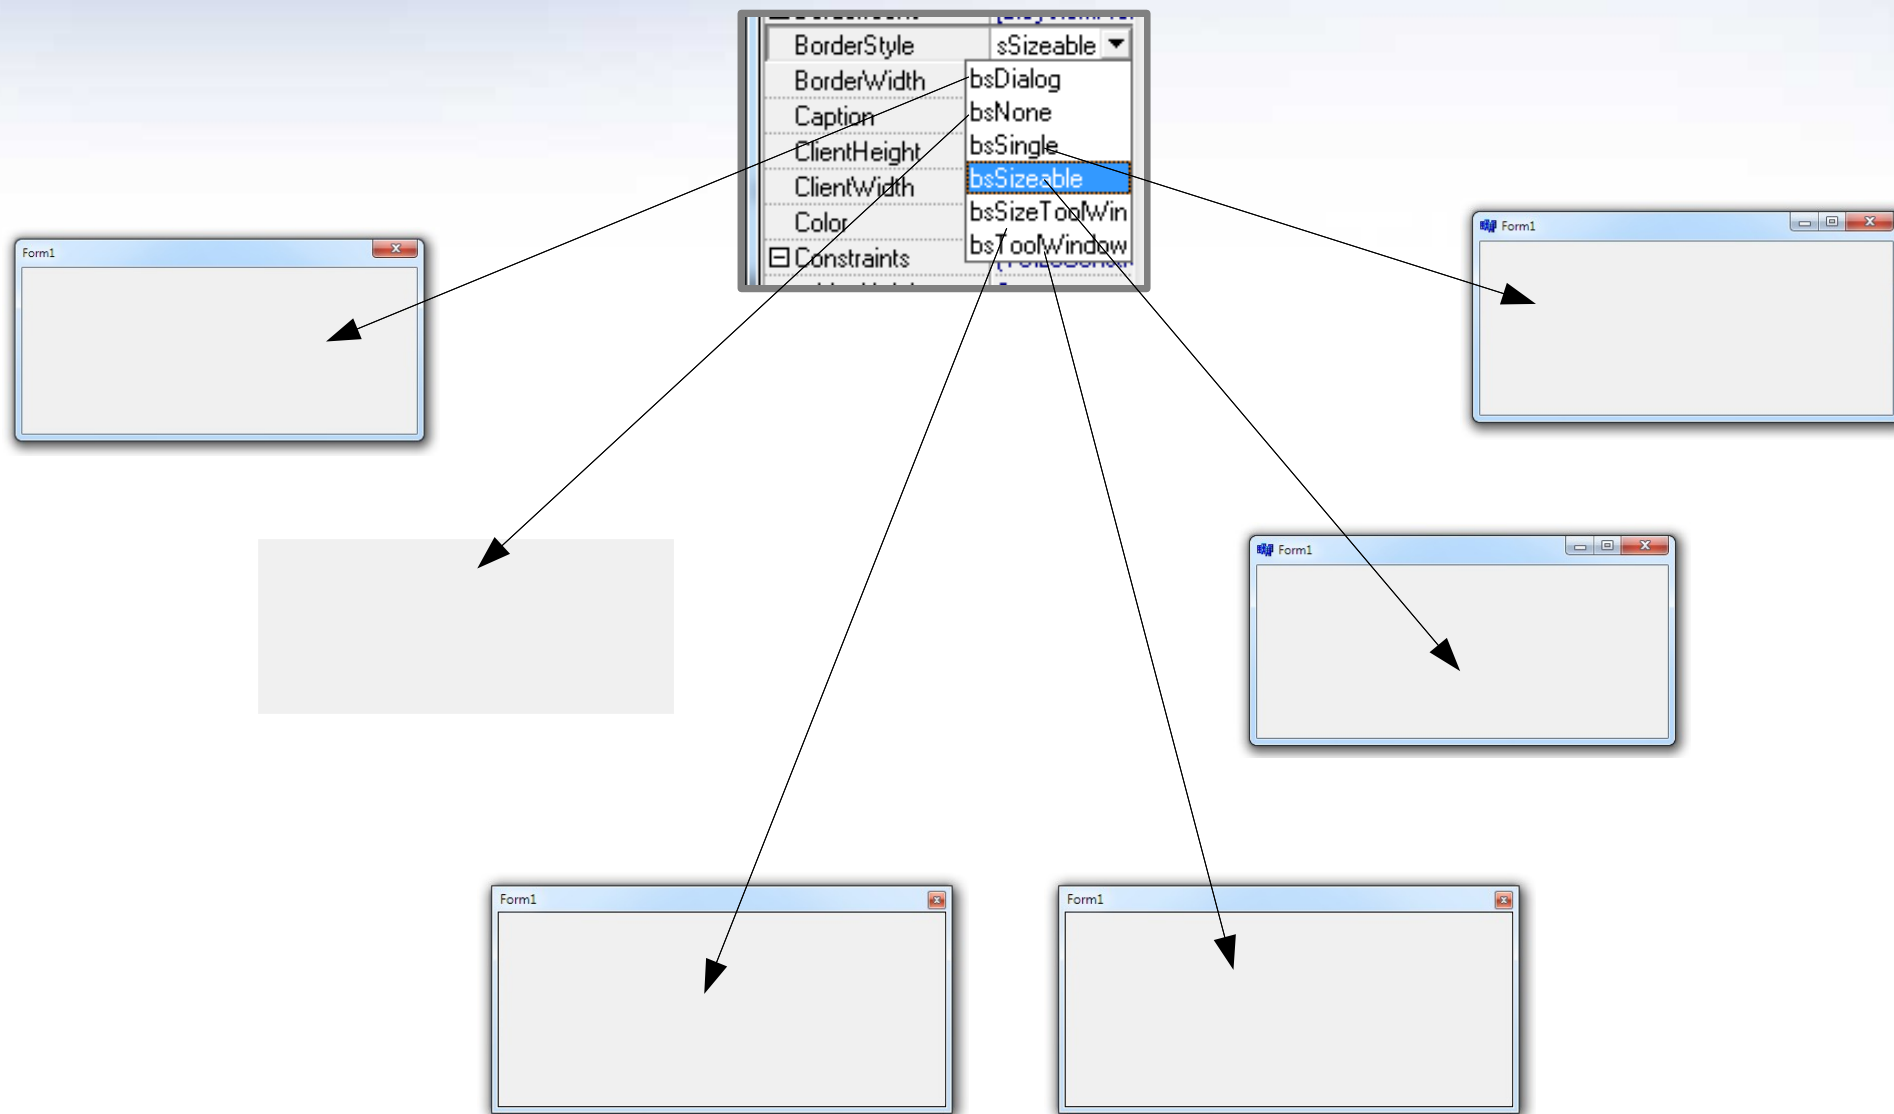 BorderStyle sSizeable
BorderWidth bsDialog
Caption bsNone
ClientHeight bsSingle
ClientWidth bsSizeable
Color bsSizeToolWin
Constraints bsToolWindow
Form1
Form1
Form1
Form1
Form1